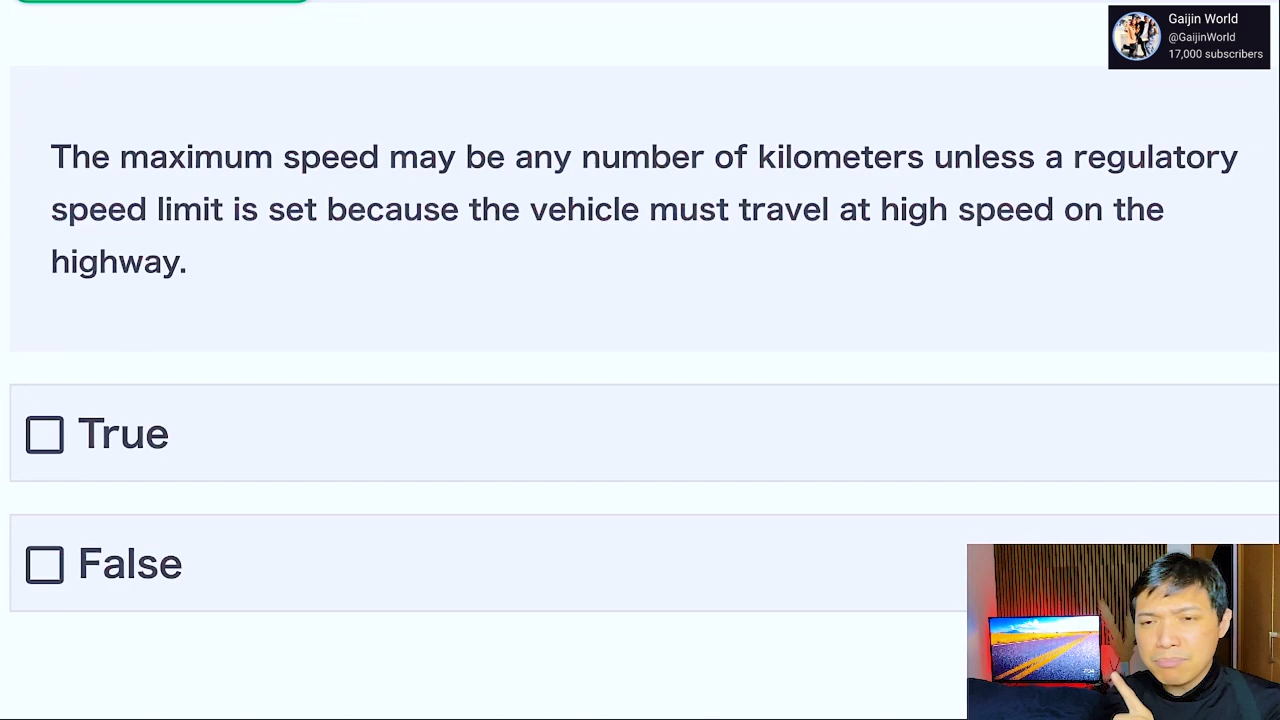 Gaijin World
@GaijinWorld
17,000 subscribers
The maximum speed may be any number of kilometers unless a regulatory
speed limit is set because the vehicle must travel at high speed on the
highway.
True
False